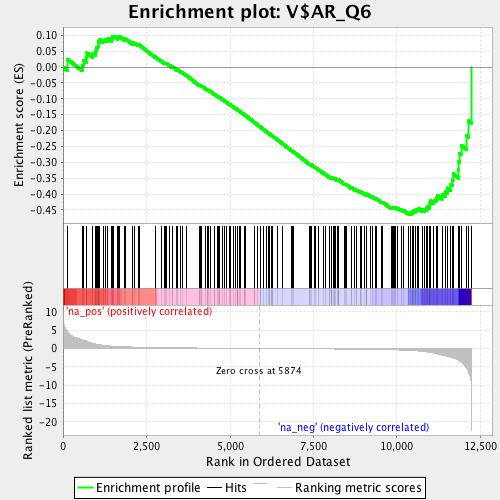 Enrichment plot: V$AR_Q6
Enrichment score (ES)
0.10
0.05
0.00
-0.05
-0.10
-0.15
-0.20
-0.25
-0.30
-0.35
-0.40
-0.45
'na_pos' (positively correlated)
Ranked list metric (PreRanked)
10
5
0
-5
-10
-15
-20
Zero cross at 5874
'na_neg' (negatively correlated)
0
2,500
5,000
7,500
10,000
12,500
Rank in Ordered Dataset
Enrichment profile
Hits
Ranking metric scores